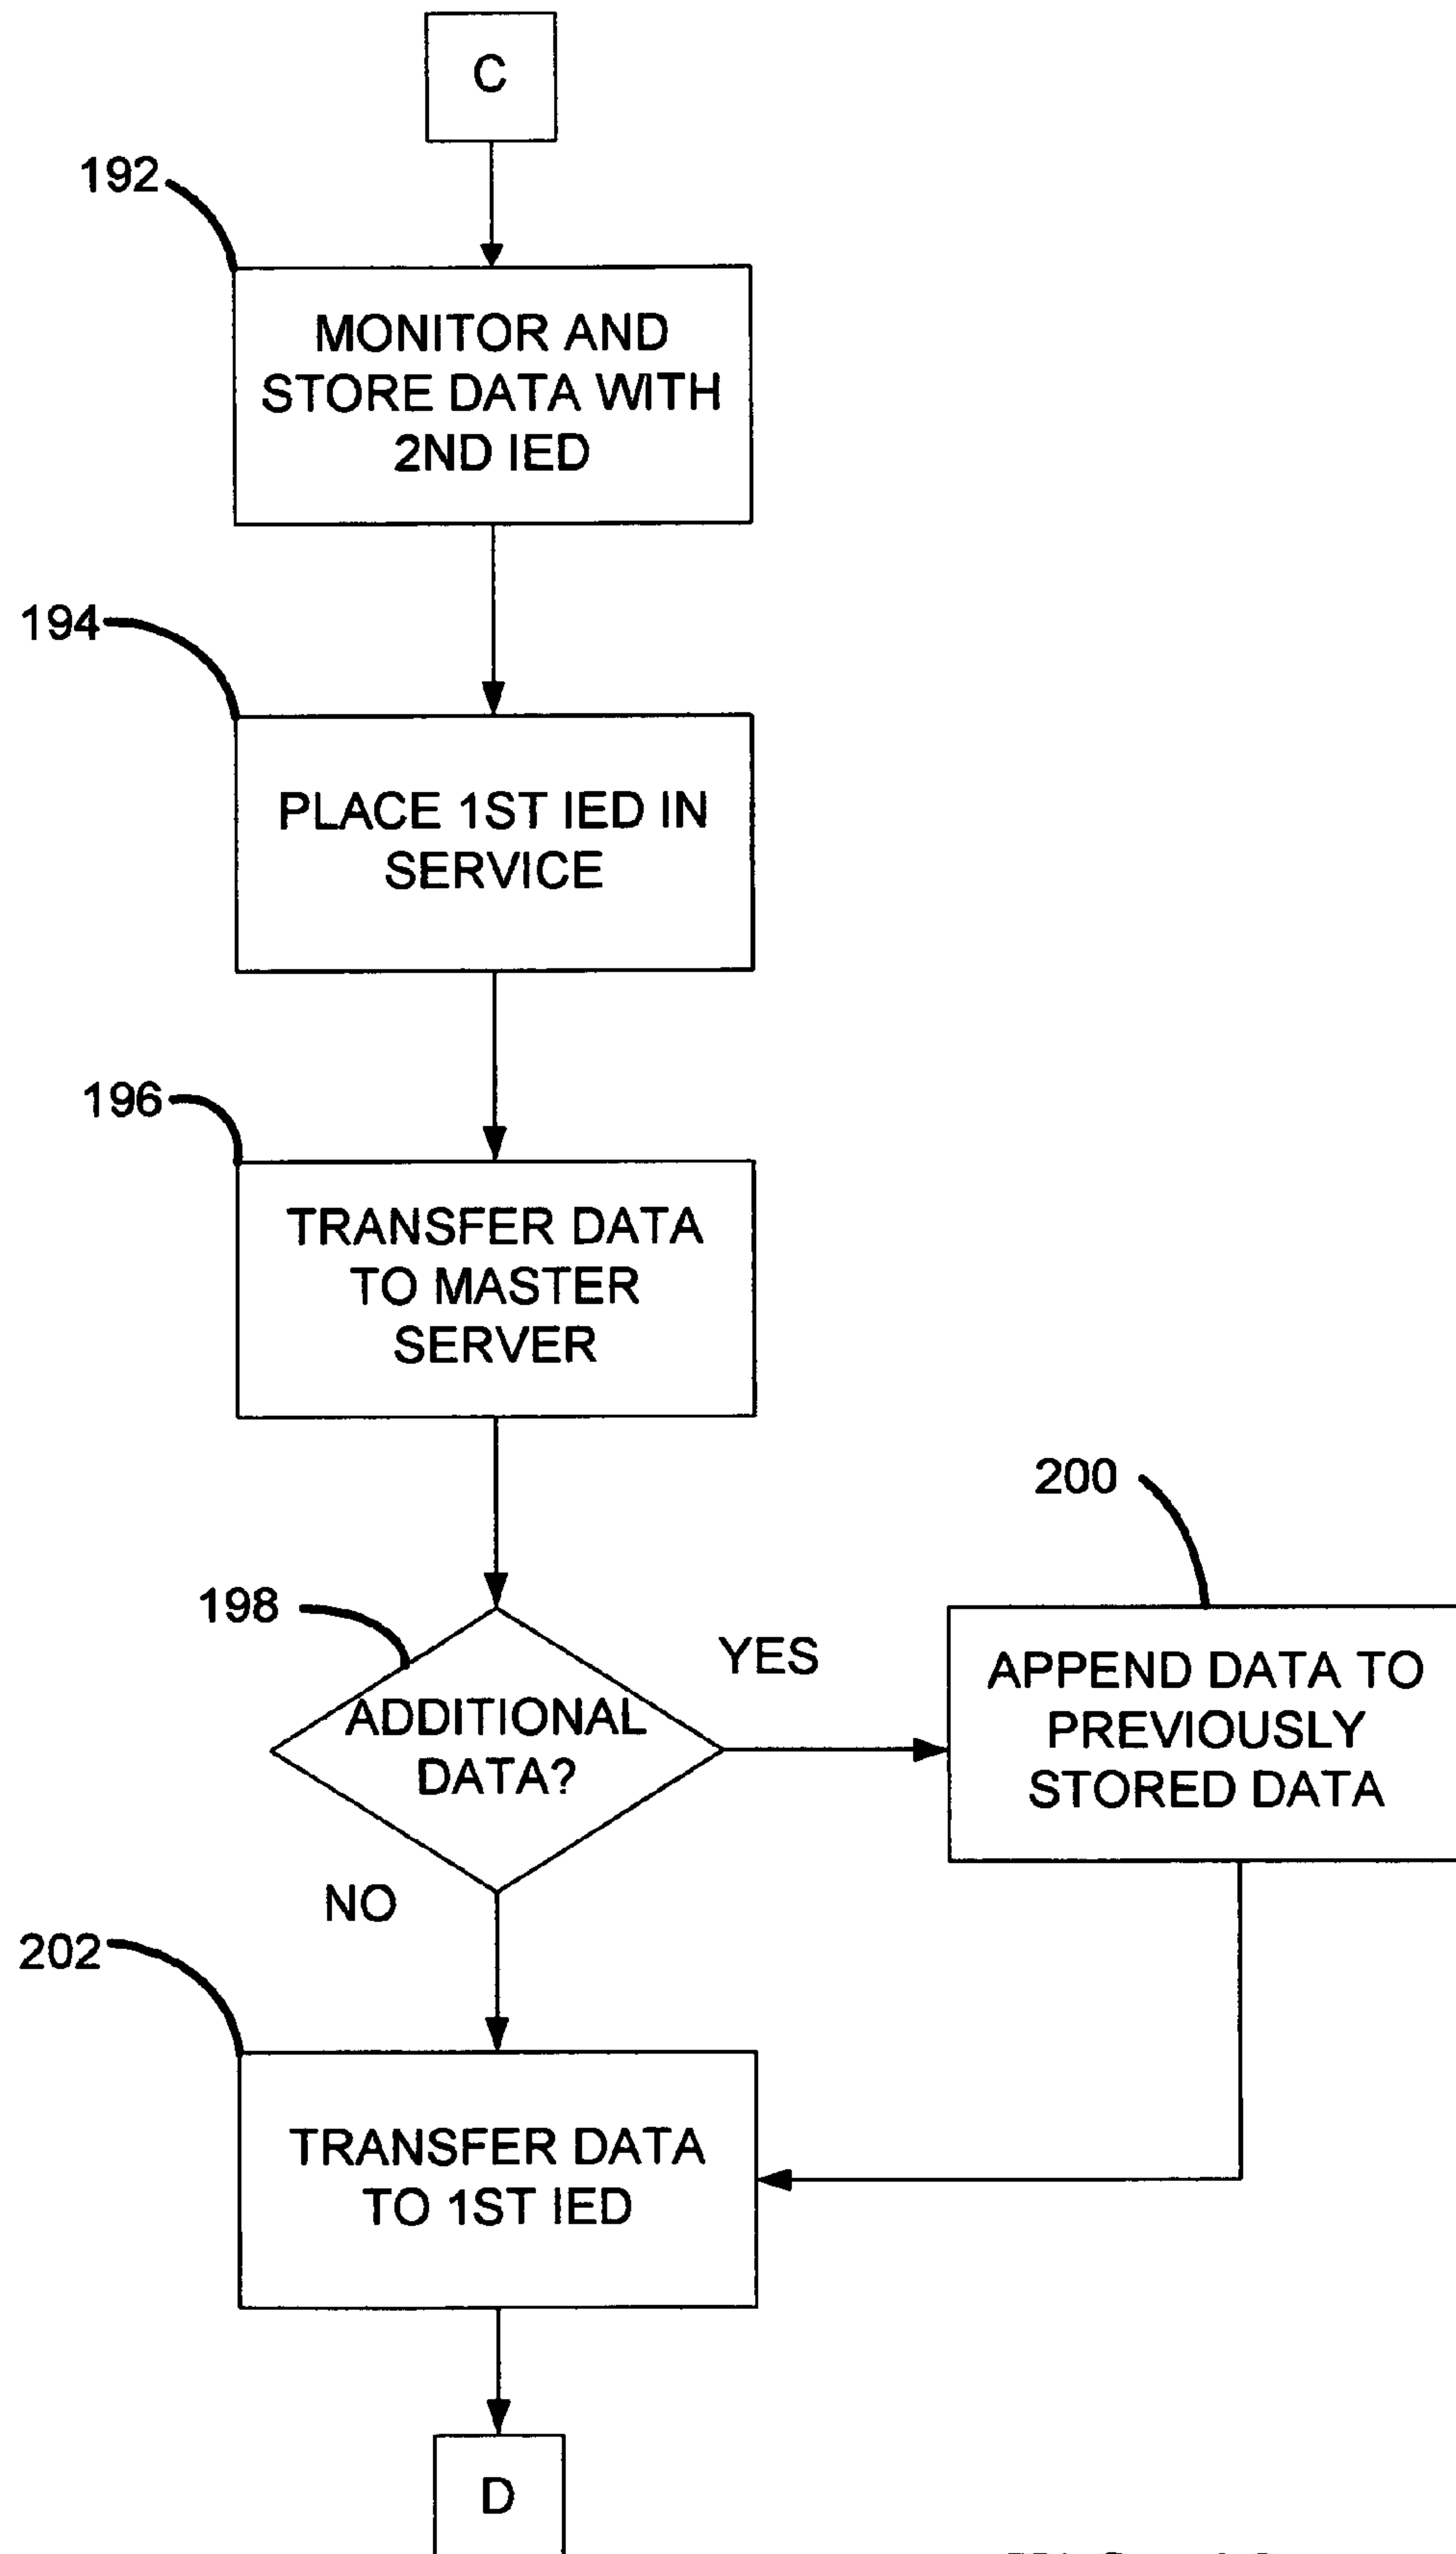 C
192
MONITOR AND
STORE DATA WITH
2ND IED
194
PLACE 1ST IED IN
SERVICE
196
TRANSFER DATA
TO MASTER
SERVER
200
198
YES
ADDITIONAL
DATA?
APPEND DATA TO
PREVIOUSLY
STORED DATA
NO
202
TRANSFER DATA
TO 1ST IED
D